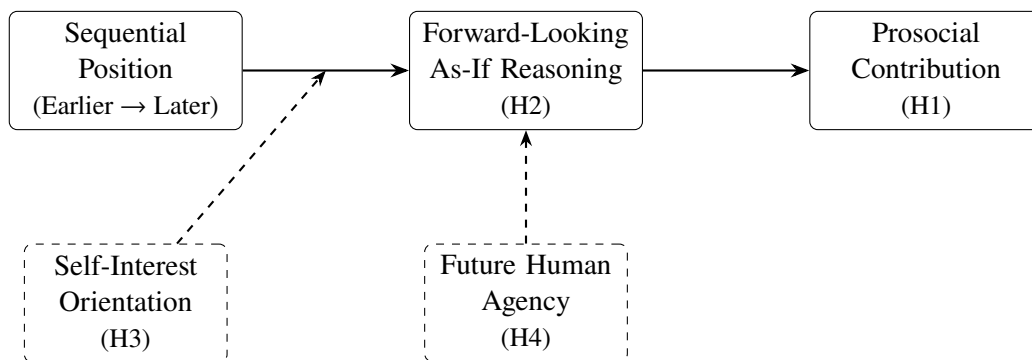 Sequential
Position
(Earlier → Later)
Forward-Looking
As-If Reasoning
(H2)
Prosocial
Contribution
(H1)
Self-Interest
Orientation
(H3)
Future Human
Agency
(H4)